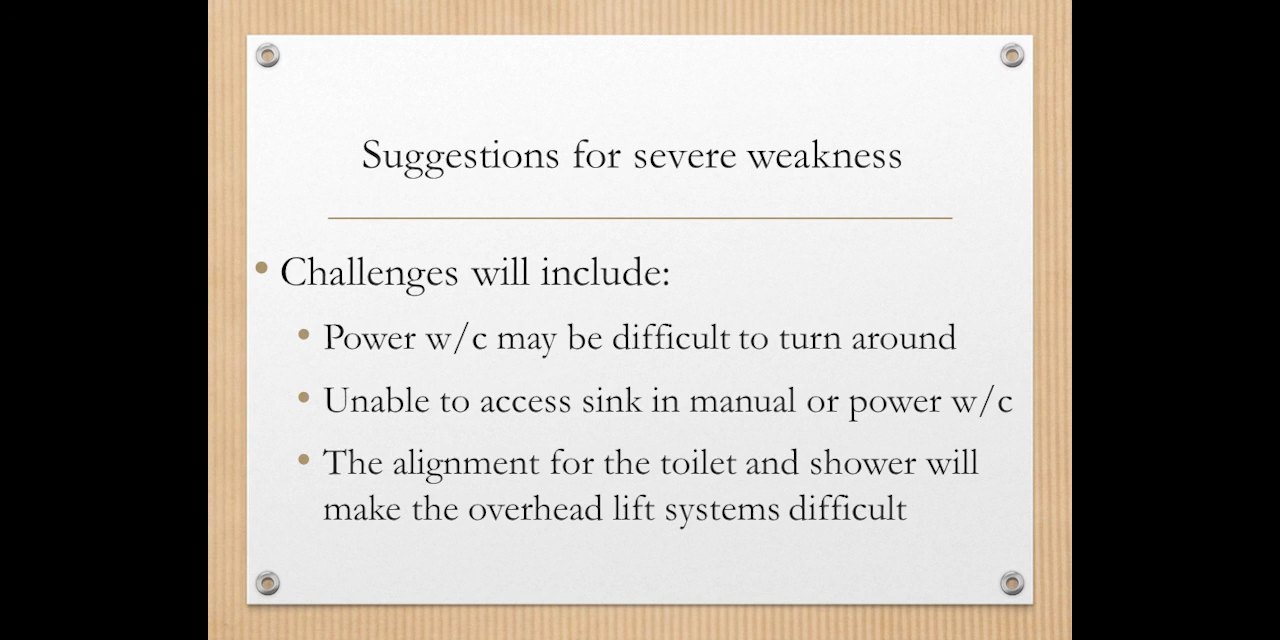 Suggestions for severe weakness
• Challenges will include:
• Power w/c may be difficult to turn around
• Unable to access sink in manual or power w/c
• The alignment for the toilet and shower will
make the overhead lift systems difficult